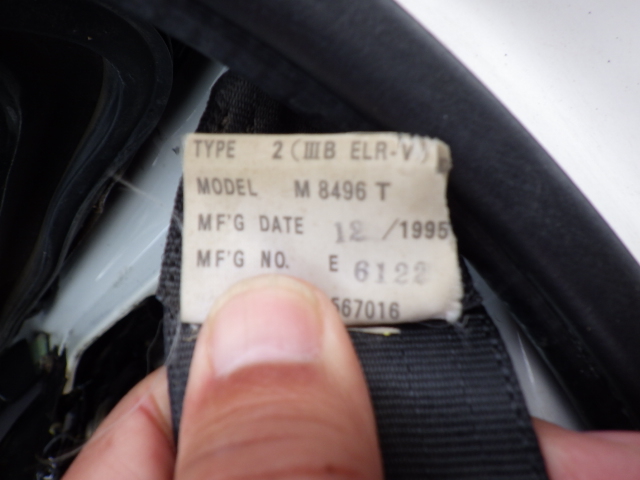 TYPE 2 (IIIB ELR-V)
MODEL M 8496 T
MF'G DATE 12 /1995
MF'G NO. E 6122
567016